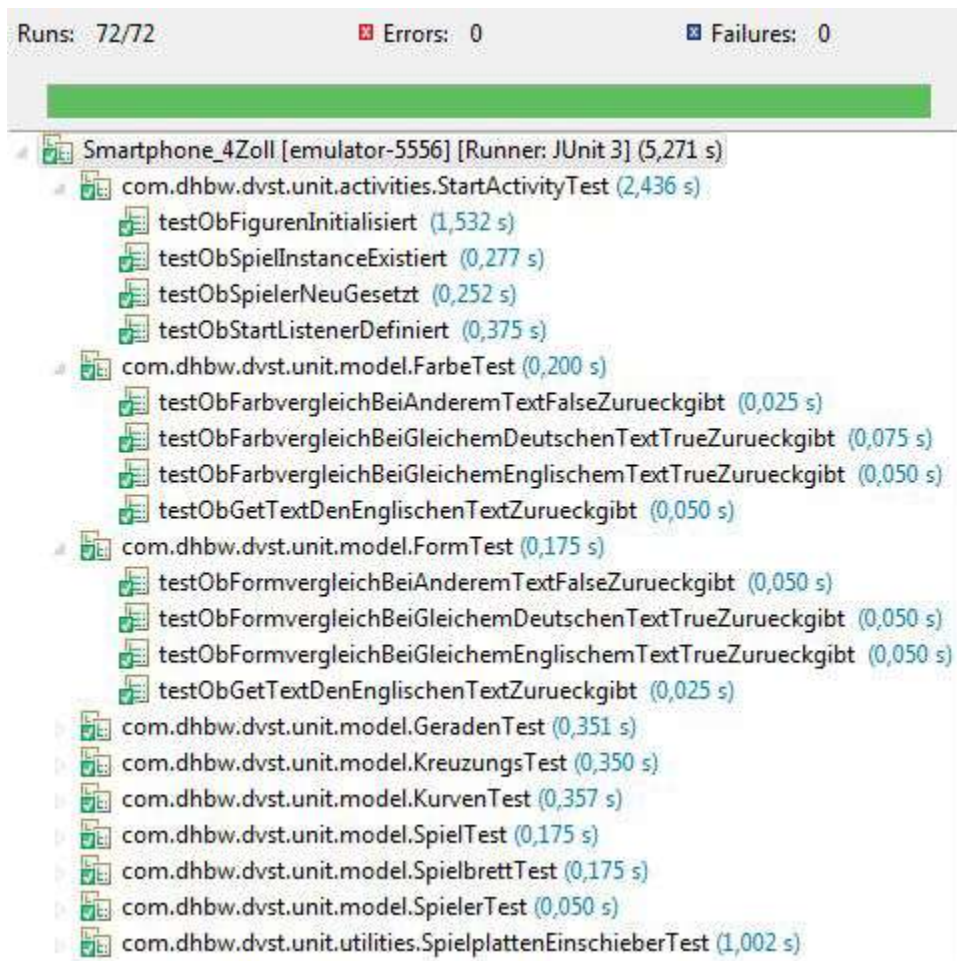 Runs: 72/72 Errors: 0 Failures: 0
Smartphone_4Zoll [emulator-5556] [Runner: JUnit 3] (5,271 s)
com.dhbw.dvst.unit.activities.StartActivityTest (2,436 s)
testObFigurenInitialisiert (1,532 s)
testObSpielInstanceExistiert (0,277 s)
testObSpielerNeuGesetzt (0,252 s)
testObStartListenerDefiniert (0,375 s)
com.dhbw.dvst.unit.model.FarbeTest (0,200 s)
testObFarbvergleichBeiAnderemTextFalseZurueckgibt (0,025 s)
testObFarbvergleichBeiGleichemDeutschenTextTrueZurueckgibt (0,075 s)
testObFarbvergleichBeiGleichemEnglischemTextTrueZurueckgibt (0,050 s)
testObGetTextDenEnglischenTextZurueckgibt (0,050 s)
com.dhbw.dvst.unit.model.FormTest (0,175 s)
testObFormvergleichBeiAnderemTextFalseZurueckgibt (0,050 s)
testObFormvergleichBeiGleichemDeutschenTextTrueZurueckgibt (0,050 s)
testObFormvergleichBeiGleichemEnglischemTextTrueZurueckgibt (0,050 s)
testObGetTextDenEnglischenTextZurueckgibt (0,025 s)
com.dhbw.dvst.unit.model.GeradenTest (0,351 s)
com.dhbw.dvst.unit.model.KreuzungsTest (0,350 s)
com.dhbw.dvst.unit.model.KurvenTest (0,357 s)
com.dhbw.dvst.unit.model.SpielTest (0,175 s)
com.dhbw.dvst.unit.model.SpielbrettTest (0,175 s)
com.dhbw.dvst.unit.model.SpielerTest (0,050 s)
com.dhbw.dvst.unit.utilities.SpielplattenEinschieberTest (1,002 s)